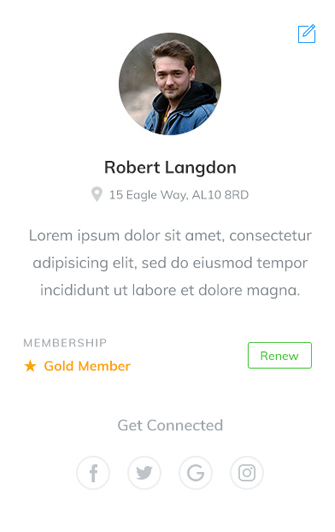 Robert Langdon
15 Eagle Way, AL10 8RD
Lorem ipsum dolor sit amet, consectetur
adipisicing elit, sed do eiusmod tempor
incididunt ut labore et dolore magna.
MEMBERSHIP
Gold Member
Renew
Get Connected